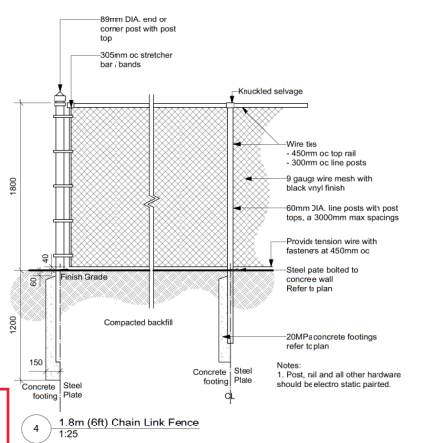 89mm DIA. end or
corner post with post
top
305mm oc stretcher
bar / bands
Knuckled selvage
Wire ties
- 450mm oc top rail
- 300mm oc line posts
9 gauge wire mesh with
black vinyl finish
60mm DIA. line posts with post
tops, a 3000mm max spacings
Provide tension wire with
fasteners at 450mm oc
Steel pate bolted to
concrete wall
Refer to plan
1800
40
60
Finish Grade
Compacted backfill
1200
150
20MPa concrete footings
refer to plan
Concrete
footing
Steel
Plate
Concrete
footing
Steel
Plate
CL
Notes:
1. Post, rail and all other hardware
should be electro static painted.
4
1.8m (6ft) Chain Link Fence
1:25